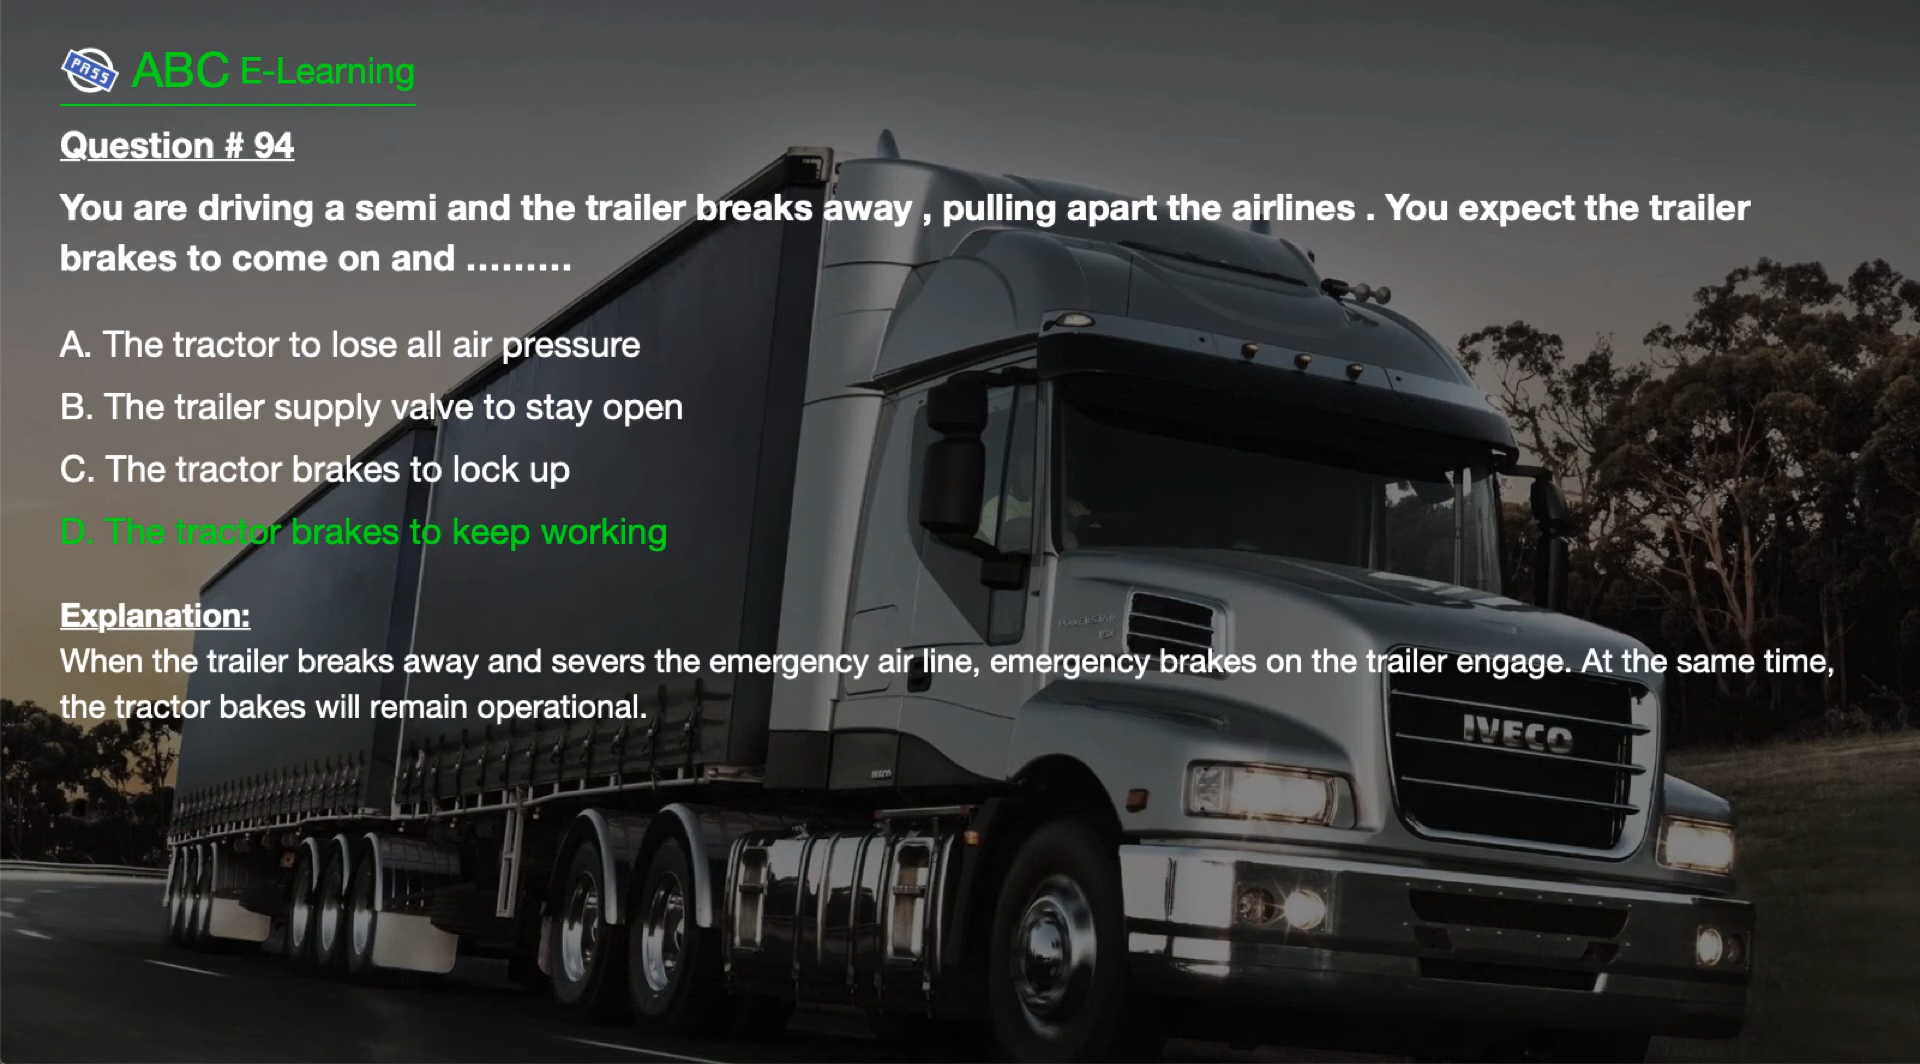 PASS ABC E-Learning
Question # 94
You are driving a semi and the trailer breaks away , pulling apart the airlines . You expect the trailer
brakes to come on and .........
A. The tractor to lose all air pressure
B. The trailer supply valve to stay open
C. The tractor brakes to lock up
D. The tractor brakes to keep working
Explanation:
When the trailer breaks away and severs the emergency air line, emergency brakes on the trailer engage. At the same time,
the tractor bakes will remain operational.
POWERSTAR
IVECO
IVECO